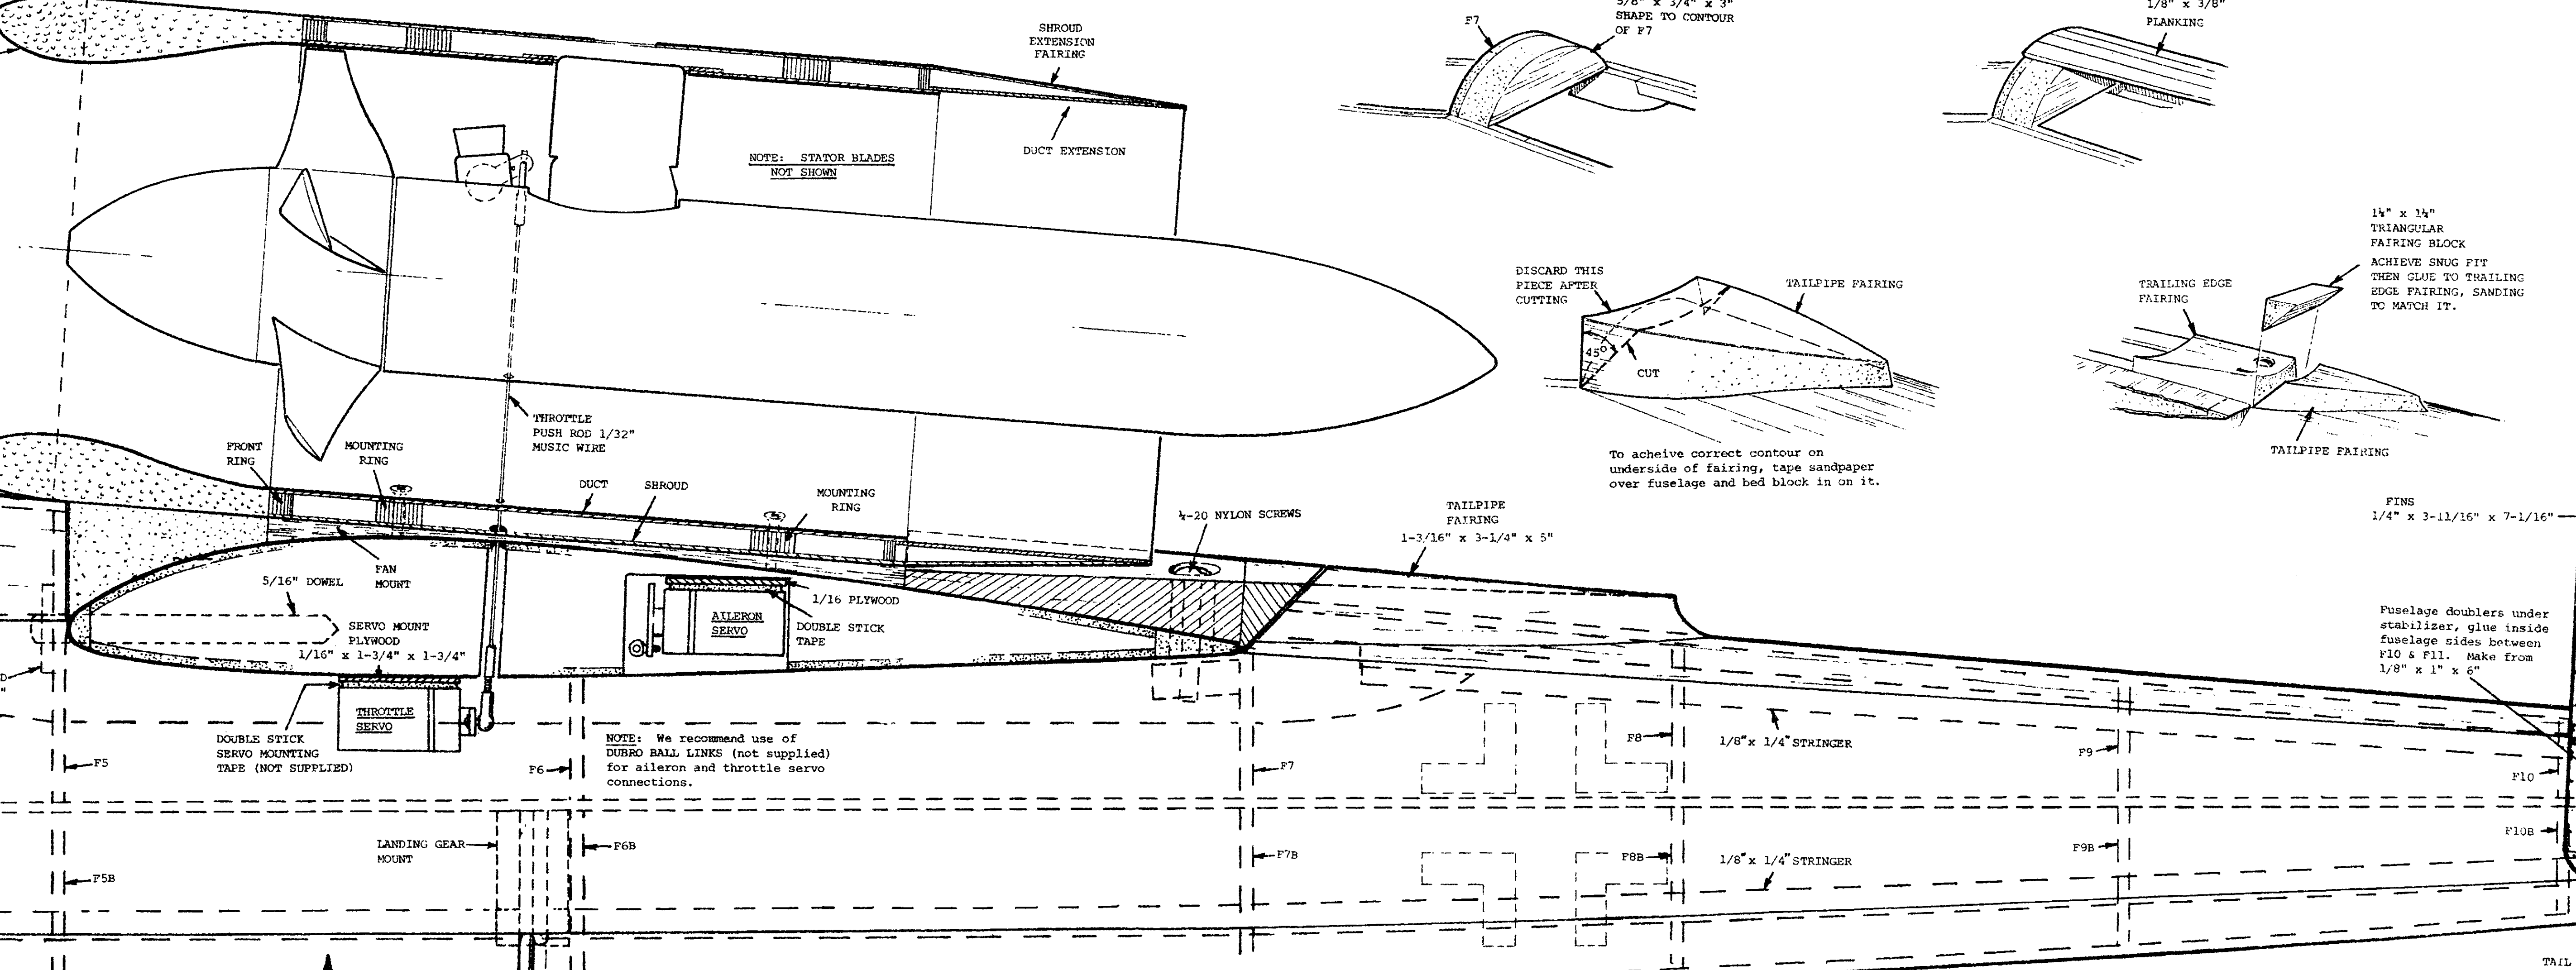 SHROUD
EXTENSION
FAIRING
F7
5/8" x 3/4" x 3"
SHAPE TO CONTOUR
OF F7
1/8" x 3/8"
PLANKING
NOTE: STATOR BLADES
NOT SHOWN
DUCT EXTENSION
1¼" x 1¼"
TRIANGULAR
FAIRING BLOCK
ACHIEVE SNUG FIT
THEN GLUE TO TRAILING
EDGE FAIRING, SANDING
TO MATCH IT.
DISCARD THIS
PIECE AFTER
CUTTING
TAILPIPE FAIRING
45°
CUT
TRAILING EDGE
FAIRING
TAILPIPE FAIRING
To acheive correct contour on
underside of fairing, tape sandpaper
over fuselage and bed block in on it.
THROTTLE
PUSH ROD 1/32"
MUSIC WIRE
FRONT
RING
MOUNTING
RING
DUCT
SHROUD
MOUNTING
RING
¼-20 NYLON SCREWS
TAILPIPE
FAIRING
1-3/16" x 3-1/4" x 5"
FINS
1/4" x 3-11/16" x 7-1/16"
FAN
MOUNT
5/16" DOWEL
SERVO MOUNT
PLYWOOD
1/16" x 1-3/4" x 1-3/4"
1/16 PLYWOOD
AILERON
SERVO
DOUBLE STICK
TAPE
Fuselage doublers under
stabilizer, glue inside
fuselage sides between
F10 & F11. Make from
1/8" x 1" x 6"
D
"
THROTTLE
SERVO
DOUBLE STICK
SERVO MOUNTING
TAPE (NOT SUPPLIED)
NOTE: We recommend use of
DUBRO BALL LINKS (not supplied)
for aileron and throttle servo
connections.
F5
F6
F7
F8
1/8"x 1/4" STRINGER
F9
F10
LANDING GEAR
MOUNT
F5B
F6B
F7B
F8B
1/8"x 1/4" STRINGER
F9B
F10B
TAIL